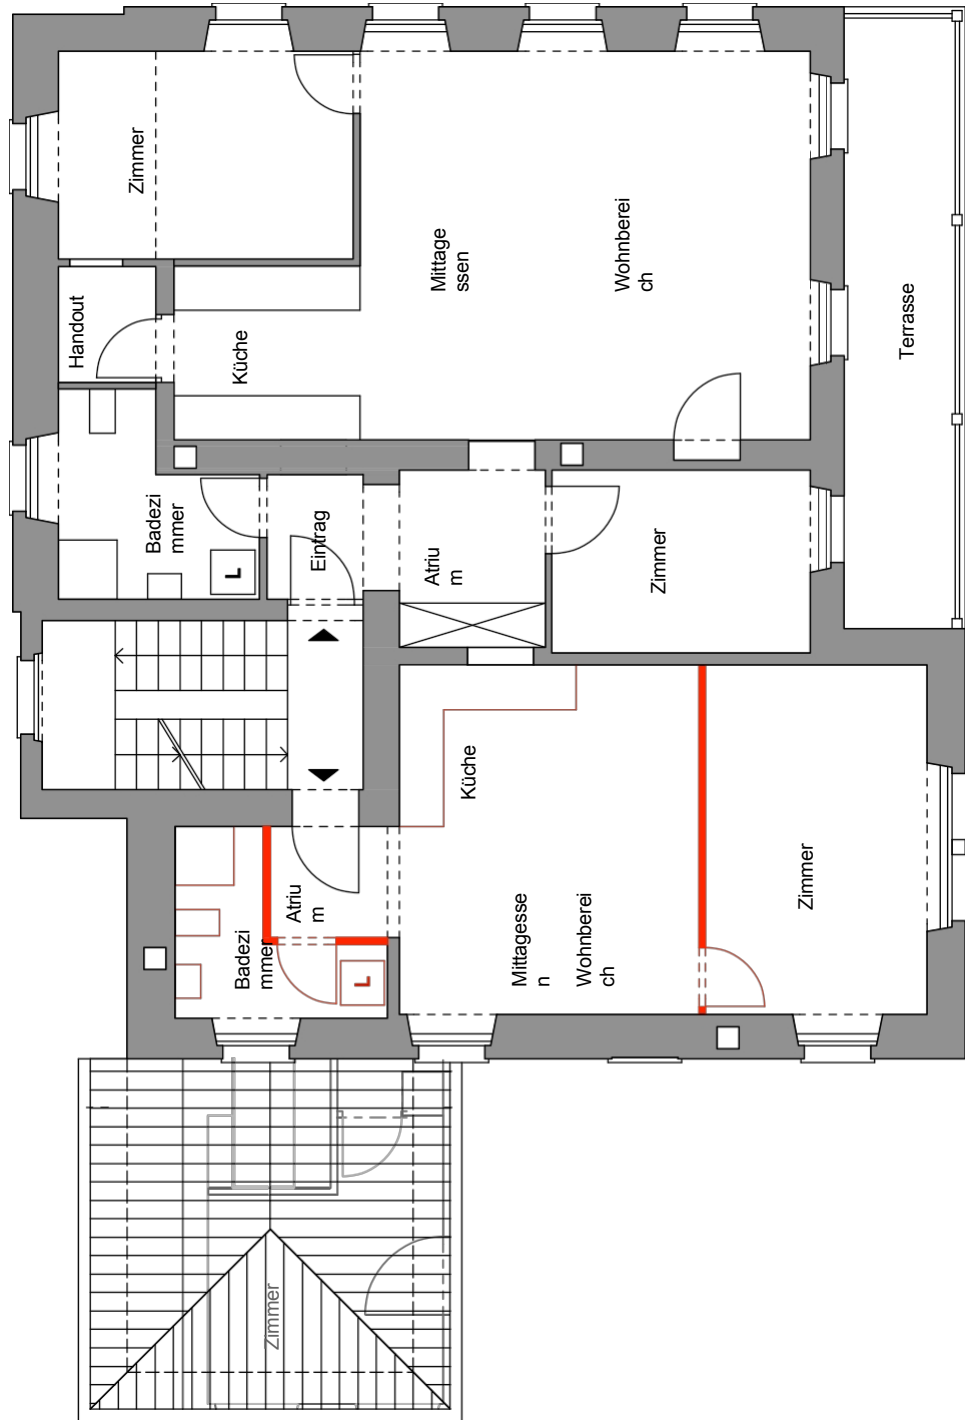 Zimmer
Handout
Küche
Mittage
ssen
Wohnberei
ch
Terrasse
Badezi
mmer
L
Eintrag
Atriu
m
Zimmer
Küche
Atriu
m
Badezi
mmer
L
Mittagesse
n
Wohnberei
ch
Zimmer
Zimmer